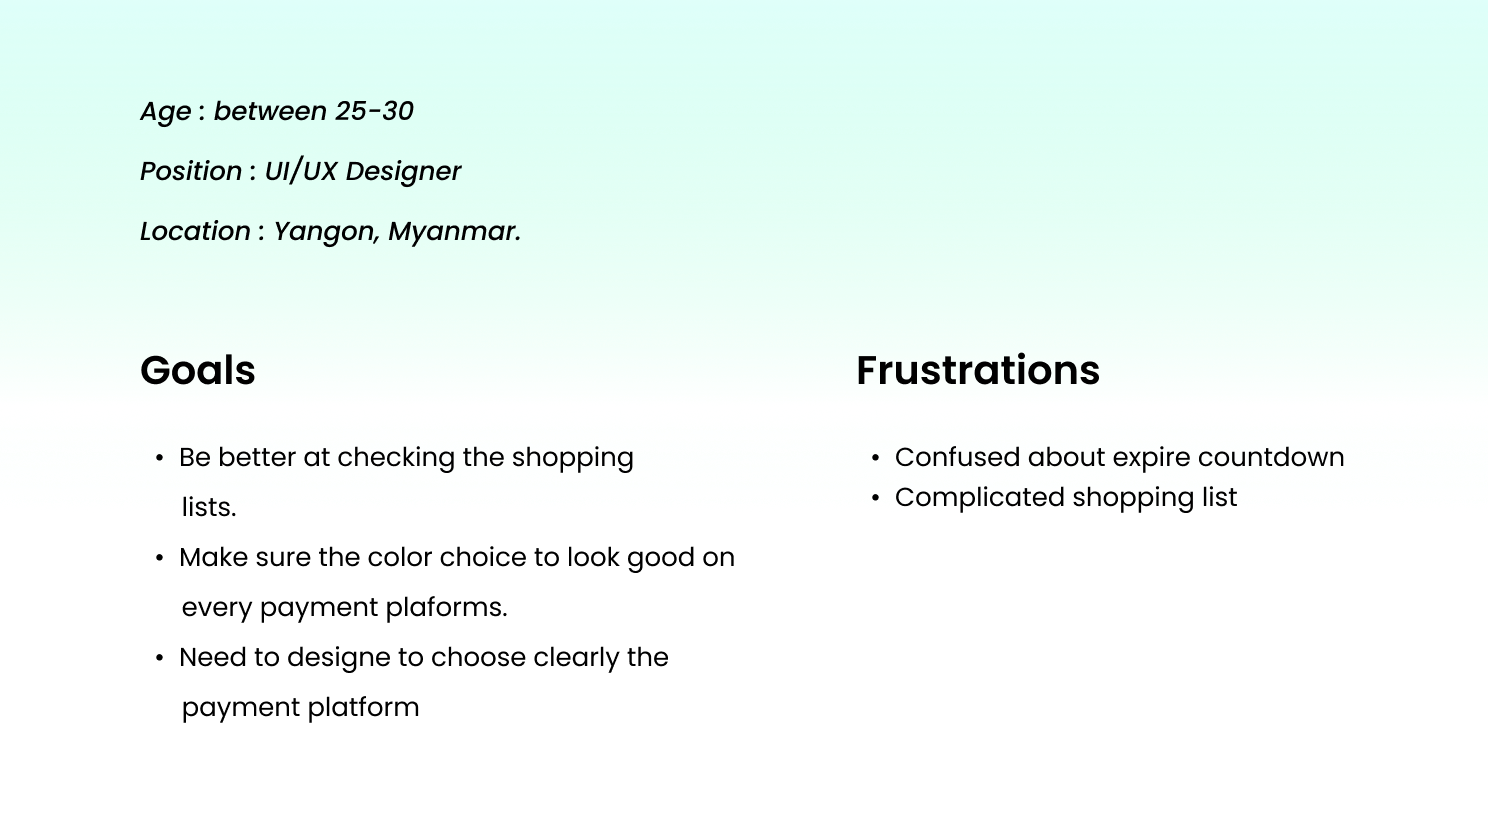 Age : between 25-30
Position : UI/UX Designer
Location : Yangon, Myanmar.
Goals
• Be better at checking the shopping
lists.
• Make sure the color choice to look good on
every payment plaforms.
• Need to designe to choose clearly the
payment platform
Frustrations
• Confused about expire countdown
• Complicated shopping list